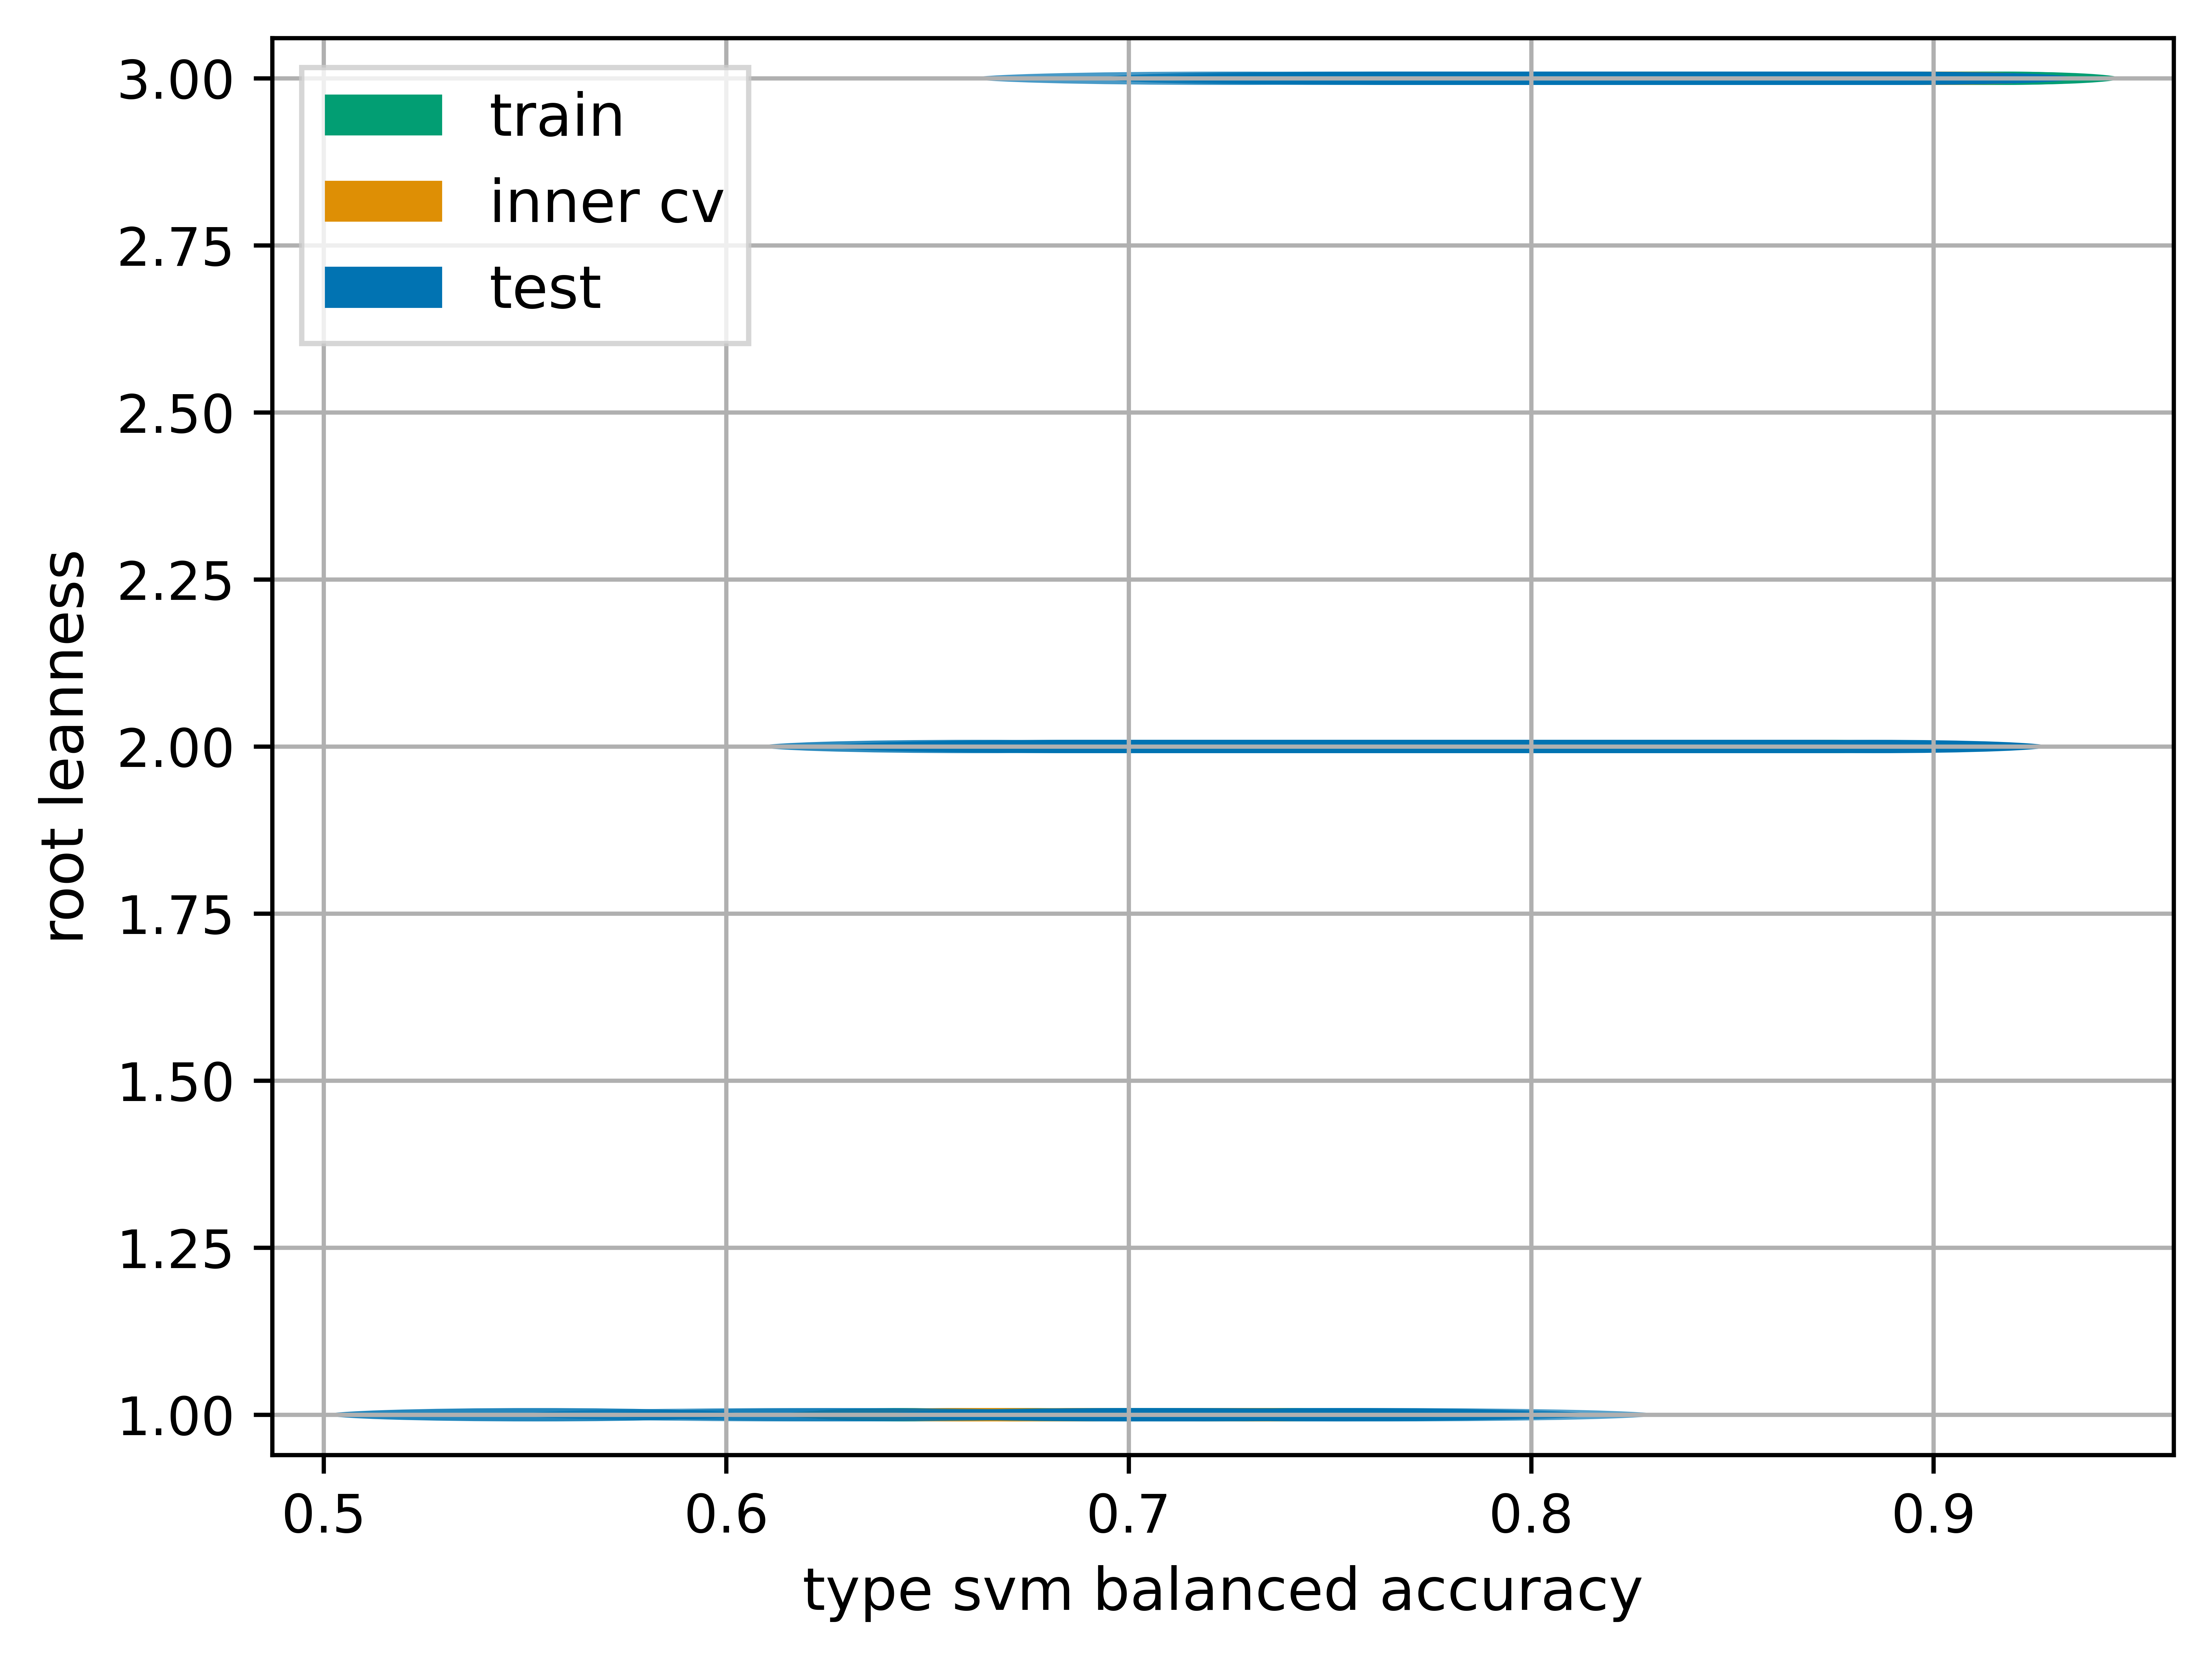 3.00
2.75
2.50
2.25
2.00
1.75
1.50
1.25
1.00
root leanness
train
inner cv
test
0.5 0.6 0.7 0.8 0.9
type svm balanced accuracy